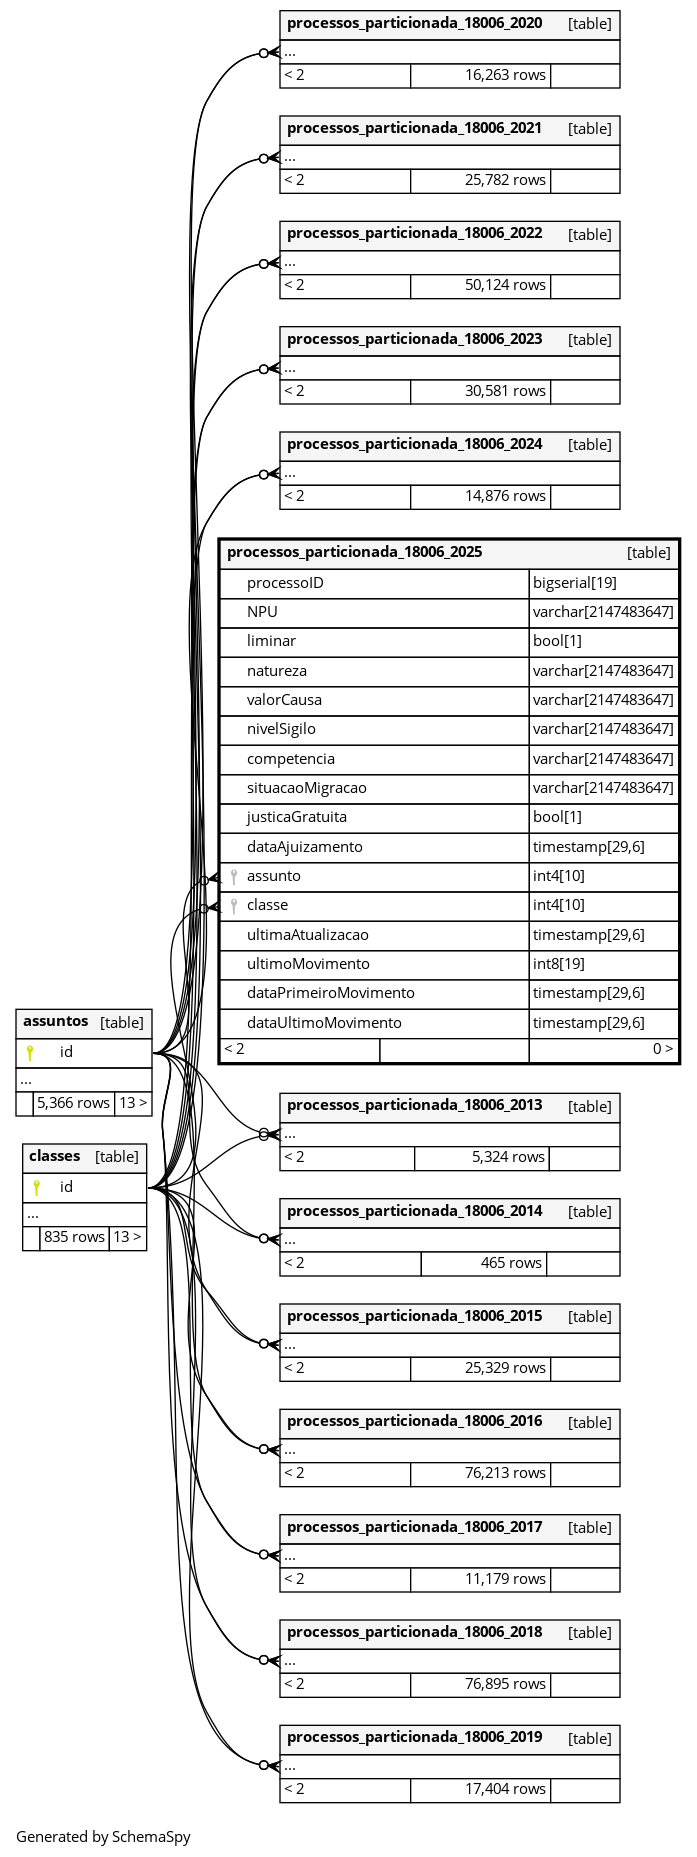 processos_particionada_18006_2020 [table]
...
< 2 16,263 rows
processos_particionada_18006_2021 [table]
...
< 2 25,782 rows
processos_particionada_18006_2022 [table]
...
< 2 50,124 rows
processos_particionada_18006_2023 [table]
...
< 2 30,581 rows
processos_particionada_18006_2024 [table]
...
< 2 14,876 rows
processos_particionada_18006_2025 [table]
processoID bigserial[19]
NPU varchar[2147483647]
liminar bool[1]
natureza varchar[2147483647]
valorCausa varchar[2147483647]
nivelSigilo varchar[2147483647]
competencia varchar[2147483647]
situacaoMigracao varchar[2147483647]
justicaGratuita bool[1]
dataAjuizamento timestamp[29,6]
assunto int4[10]
classe int4[10]
ultimaAtualizacao timestamp[29,6]
ultimoMovimento int8[19]
dataPrimeiroMovimento timestamp[29,6]
dataUltimoMovimento timestamp[29,6]
< 2 0 >
assuntos [table]
id
...
5,366 rows 13 >
classes [table]
id
...
835 rows 13 >
processos_particionada_18006_2013 [table]
...
< 2 5,324 rows
processos_particionada_18006_2014 [table]
...
< 2 465 rows
processos_particionada_18006_2015 [table]
...
< 2 25,329 rows
processos_particionada_18006_2016 [table]
...
< 2 76,213 rows
processos_particionada_18006_2017 [table]
...
< 2 11,179 rows
processos_particionada_18006_2018 [table]
...
< 2 76,895 rows
processos_particionada_18006_2019 [table]
...
< 2 17,404 rows
Generated by SchemaSpy